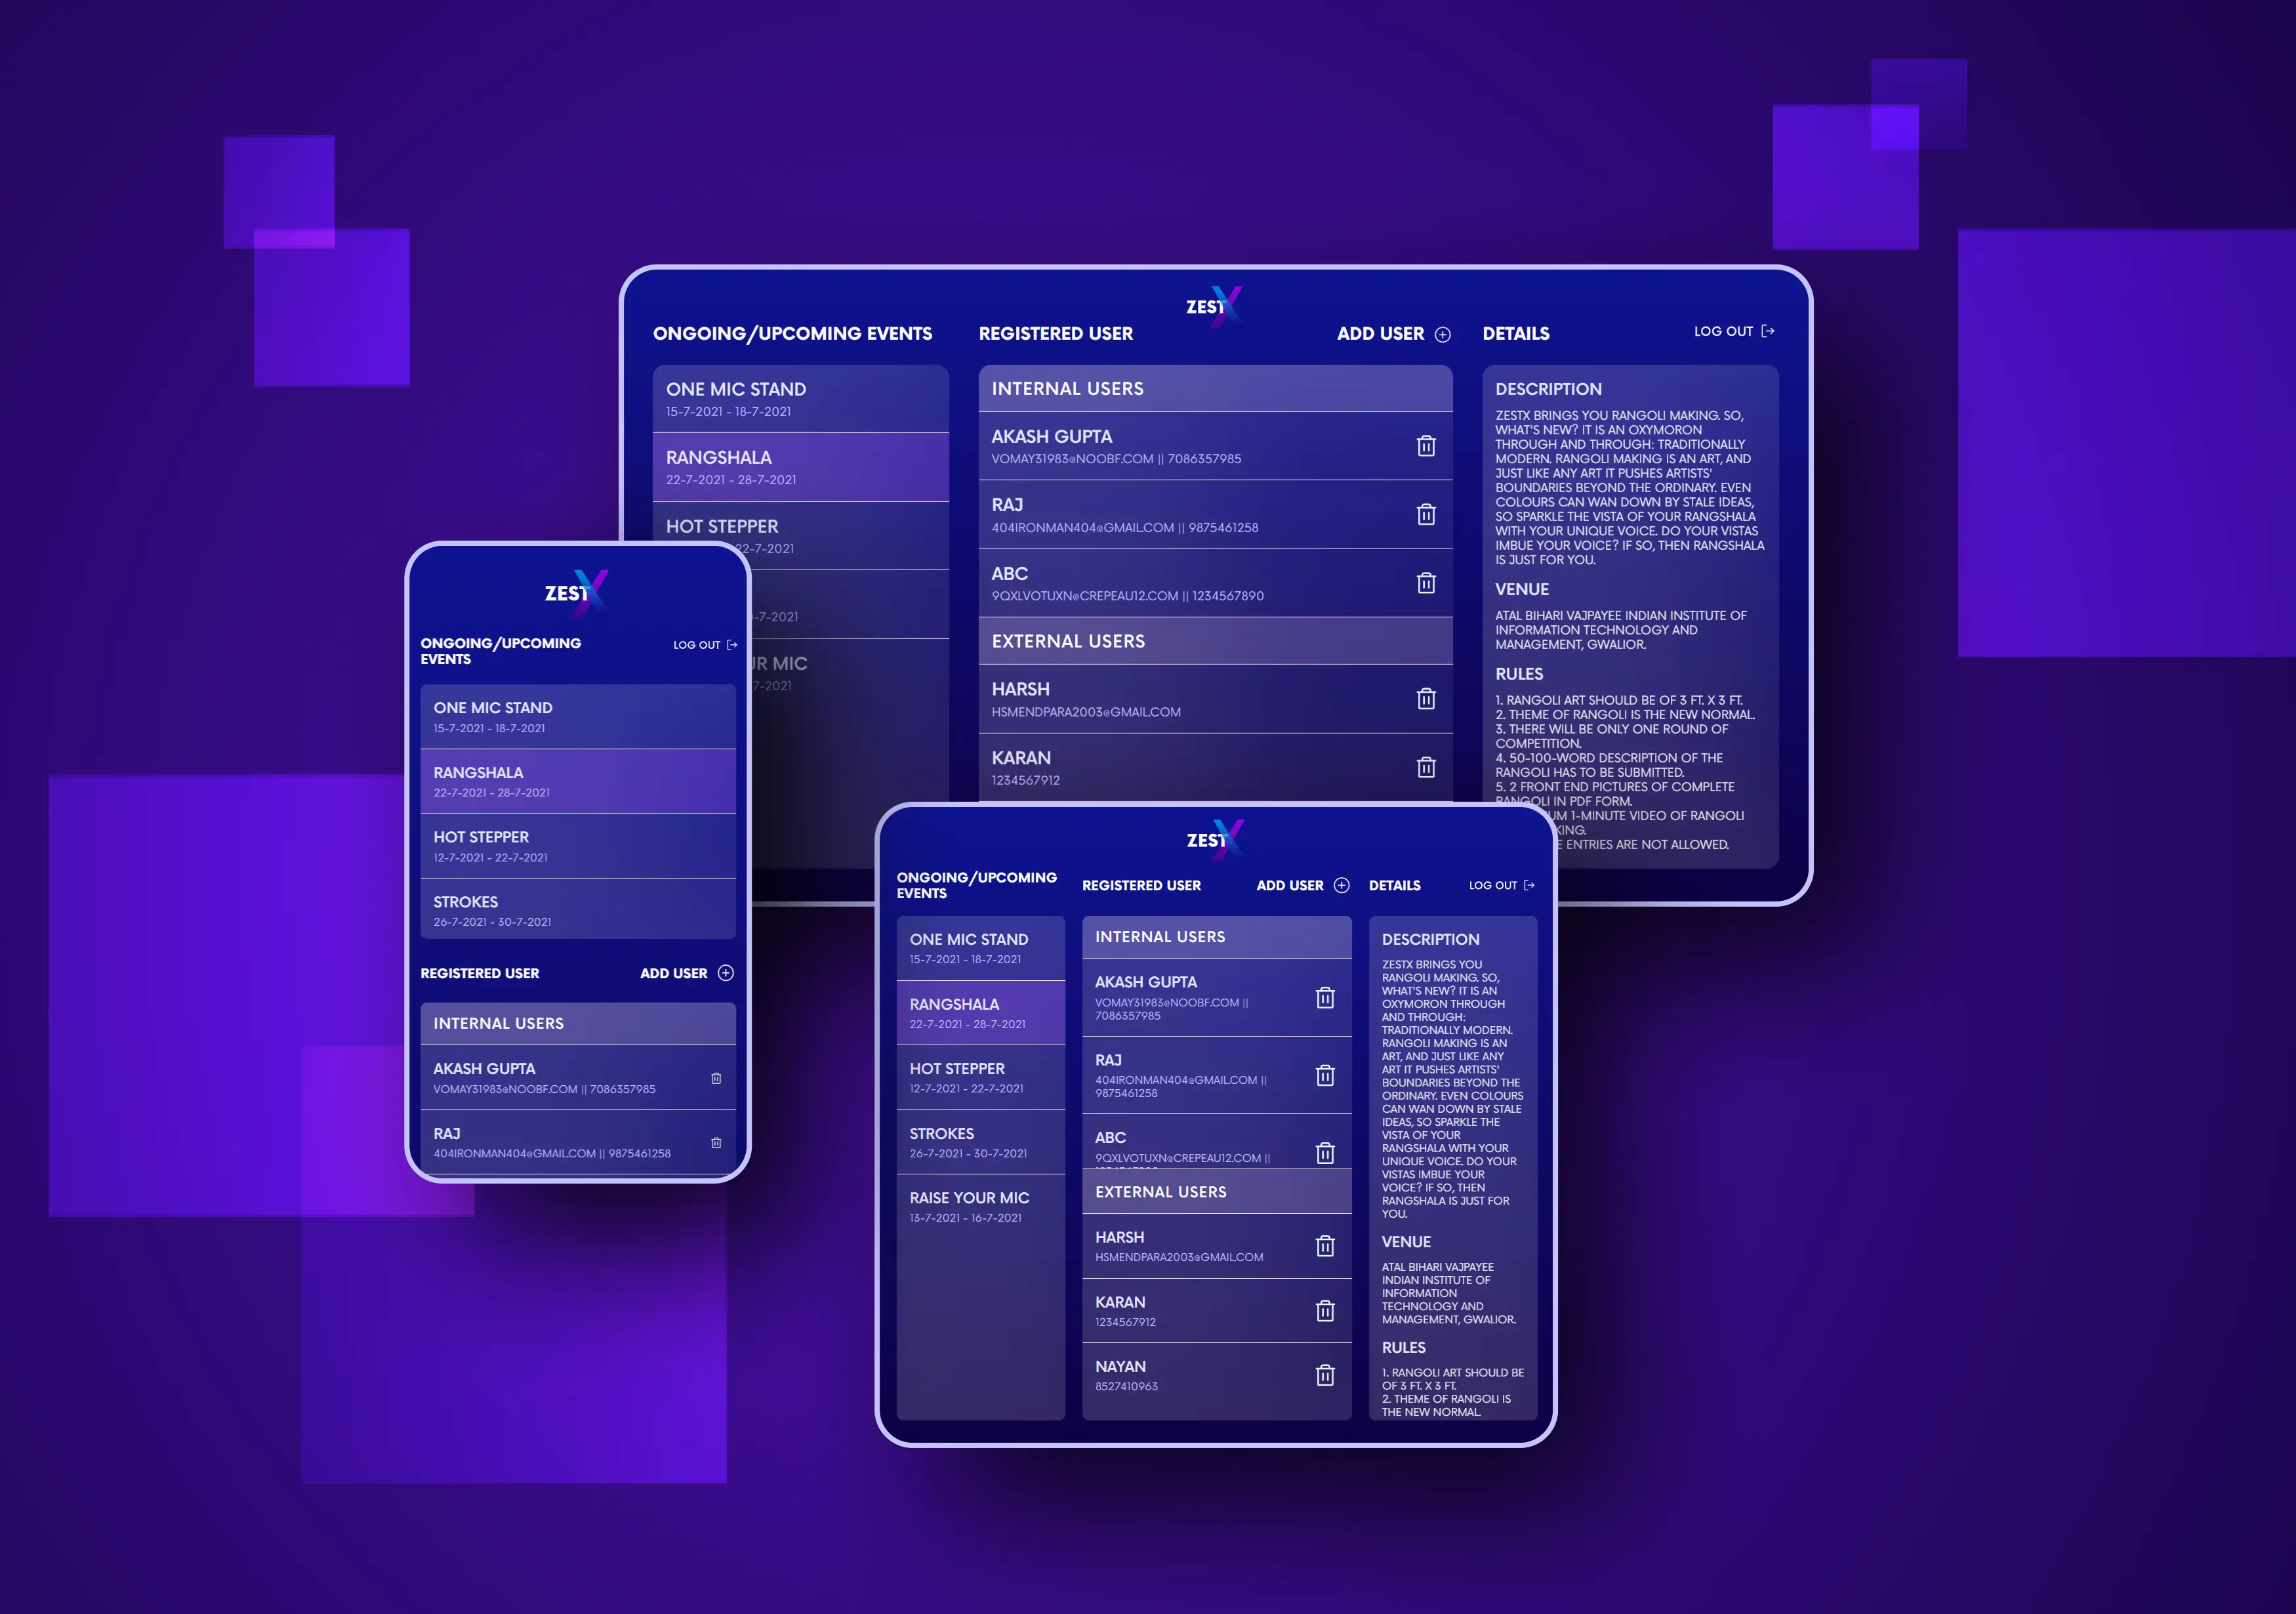 ZESTX
ONGOING/UPCOMING EVENTS
ONE MIC STAND
15-7-2021 - 18-7-2021
RANGSHALA
22-7-2021 - 28-7-2021
HOT STEPPER
22-7-2021
-7-2021
R MIC
7-2021
REGISTERED USER
ADD USER
INTERNAL USERS
AKASH GUPTA
VOMAY31983@NOOBF.COM || 7086357985
RAJ
404IRONMAN404@GMAIL.COM || 9875461258
ABC
9QXLVOTUXN@CREPEAU12.COM || 1234567890
EXTERNAL USERS
HARSH
HSMENDPARA2003@GMAIL.COM
KARAN
1234567912
DETAILS
LOG OUT
DESCRIPTION
ZESTX BRINGS YOU RANGOLI MAKING. SO,
WHAT'S NEW? IT IS AN OXYMORON
THROUGH AND THROUGH: TRADITIONALLY
MODERN. RANGOLI MAKING IS AN ART, AND
JUST LIKE ANY ART IT PUSHES ARTISTS'
BOUNDARIES BEYOND THE ORDINARY. EVEN
COLOURS CAN WAN DOWN BY STALE IDEAS,
SO SPARKLE THE VISTA OF YOUR RANGSHALA
WITH YOUR UNIQUE VOICE. DO YOUR VISTAS
IMBUE YOUR VOICE? IF SO, THEN RANGSHALA
IS JUST FOR YOU.
VENUE
ATAL BIHARI VAJPAYEE INDIAN INSTITUTE OF
INFORMATION TECHNOLOGY AND
MANAGEMENT, GWALIOR.
RULES
1. RANGOLI ART SHOULD BE OF 3 FT. X 3 FT.
2. THEME OF RANGOLI IS THE NEW NORMAL.
3. THERE WILL BE ONLY ONE ROUND OF
COMPETITION.
4. 50-100-WORD DESCRIPTION OF THE
RANGOLI HAS TO BE SUBMITTED.
5. 2 FRONT END PICTURES OF COMPLETE
RANGOLI IN PDF FORM.
UM 1-MINUTE VIDEO OF RANGOLI
KING.
E ENTRIES ARE NOT ALLOWED.
ZESTX
ONGOING/UPCOMING
EVENTS
LOG OUT
ONE MIC STAND
15-7-2021 - 18-7-2021
RANGSHALA
22-7-2021 - 28-7-2021
HOT STEPPER
12-7-2021 - 22-7-2021
STROKES
26-7-2021 - 30-7-2021
REGISTERED USER
ADD USER
INTERNAL USERS
AKASH GUPTA
VOMAY31983@NOOBF.COM || 7086357985
RAJ
404IRONMAN404@GMAIL.COM || 9875461258
ZESTX
ONGOING/UPCOMING
EVENTS
ONE MIC STAND
15-7-2021 - 18-7-2021
RANGSHALA
22-7-2021 - 28-7-2021
HOT STEPPER
12-7-2021 - 22-7-2021
STROKES
26-7-2021 - 30-7-2021
RAISE YOUR MIC
13-7-2021 - 16-7-2021
REGISTERED USER
ADD USER
INTERNAL USERS
AKASH GUPTA
VOMAY31983@NOOBF.COM ||
7086357985
RAJ
404IRONMAN404@GMAIL.COM ||
9875461258
ABC
9QXLVOTUXN@CREPEAU12.COM ||
EXTERNAL USERS
HARSH
HSMENDPARA2003@GMAIL.COM
KARAN
1234567912
NAYAN
8527410963
DETAILS
LOG OUT
DESCRIPTION
ZESTX BRINGS YOU
RANGOLI MAKING. SO,
WHAT'S NEW? IT IS AN
OXYMORON THROUGH
AND THROUGH:
TRADITIONALLY MODERN.
RANGOLI MAKING IS AN
ART, AND JUST LIKE ANY
ART IT PUSHES ARTISTS'
BOUNDARIES BEYOND THE
ORDINARY. EVEN COLOURS
CAN WAN DOWN BY STALE
IDEAS, SO SPARKLE THE
VISTA OF YOUR
RANGSHALA WITH YOUR
UNIQUE VOICE. DO YOUR
VISTAS IMBUE YOUR
VOICE? IF SO, THEN
RANGSHALA IS JUST FOR
YOU.
VENUE
ATAL BIHARI VAJPAYEE
INDIAN INSTITUTE OF
INFORMATION
TECHNOLOGY AND
MANAGEMENT, GWALIOR.
RULES
1. RANGOLI ART SHOULD BE
OF 3 FT. X 3 FT.
2. THEME OF RANGOLI IS
THE NEW NORMAL.